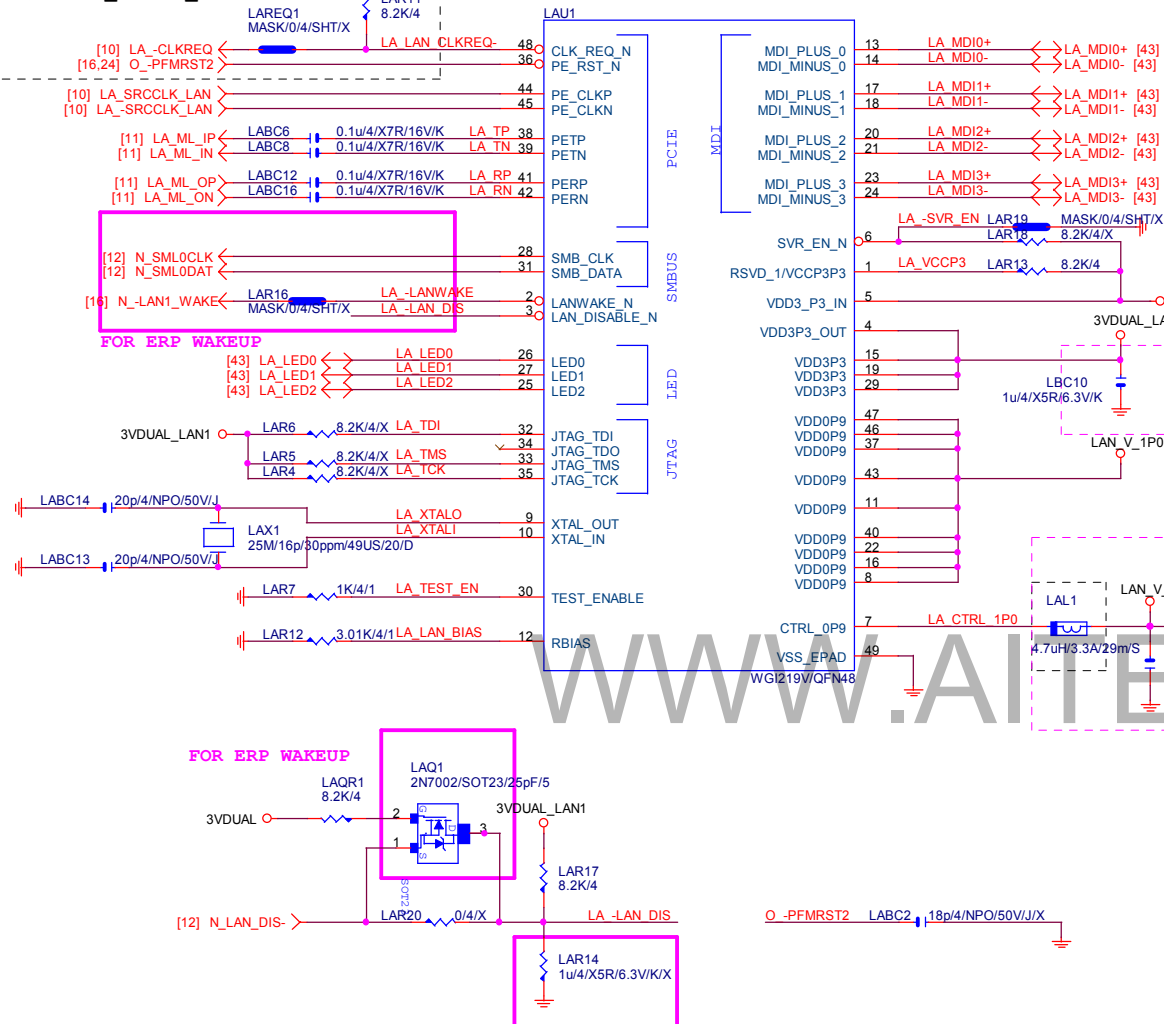 LAREQ1
MASK/0/4/SHT/X
8.2K/4
LAU1
[10] LA_-CLKREQ
LA_LAN_CLKREQ-
48
CLK_REQ_N
[16,24] O_-PFMRST2
36
PE_RST_N
[10] LA_SRCCLK_LAN
44
PE_CLKP
[10] LA_-SRCCLK_LAN
45
PE_CLKN
[11] LA_ML_IP
LABC6
0.1u/4/X7R/16V/K
LA_TP
38
PETP
[11] LA_ML_IN
LABC8
0.1u/4/X7R/16V/K
LA_TN
39
PETN
[11] LA_ML_OP
LABC12
0.1u/4/X7R/16V/K
LA_RP
41
PERP
[11] LA_ML_ON
LABC16
0.1u/4/X7R/16V/K
LA_RN
42
PERN
PCIE
[12] N_SML0CLK
28
SMB_CLK
[12] N_SML0DAT
31
SMB_DATA
SMBUS
[16] N_-LAN1_WAKE
LAR16
MASK/0/4/SHT/X
LA_-LANWAKE
2
LANWAKE_N
LA_-LAN_DIS
3
LAN_DISABLE_N
FOR ERP WAKEUP
[43] LA_LED0
LA_LED0
26
LED0
[43] LA_LED1
LA_LED1
27
LED1
[43] LA_LED2
LA_LED2
25
LED2
LED
3VDUAL_LAN1
LAR6
8.2K/4/X
LA_TDI
32
JTAG_TDI
34
JTAG_TDO
LAR5
8.2K/4/X
LA_TMS
33
JTAG_TMS
LAR4
8.2K/4/X
LA_TCK
35
JTAG_TCK
JTAG
LABC14
20p/4/NPO/50V/J
LA_XTALO
9
XTAL_OUT
LAX1
25M/16p/30ppm/49US/20/D
LA_XTALI
10
XTAL_IN
LABC13
20p/4/NPO/50V/J
LAR7
1K/4/1
LA_TEST_EN
30
TEST_ENABLE
LAR12
3.01K/4/1
LA_LAN_BIAS
12
RBIAS
MDI
MDI_PLUS_0
13
LA_MDI0+
LA_MDI0+ [43]
MDI_MINUS_0
14
LA_MDI0-
LA_MDI0- [43]
MDI_PLUS_1
17
LA_MDI1+
LA_MDI1+ [43]
MDI_MINUS_1
18
LA_MDI1-
LA_MDI1- [43]
MDI_PLUS_2
20
LA_MDI2+
LA_MDI2+ [43]
MDI_MINUS_2
21
LA_MDI2-
LA_MDI2- [43]
MDI_PLUS_3
23
LA_MDI3+
LA_MDI3+ [43]
MDI_MINUS_3
24
LA_MDI3-
LA_MDI3- [43]
SVR_EN_N
6
LA_-SVR_EN
LAR19
MASK/0/4/SHT/X
LAR18
8.2K/4/X
RSVD_1/VCCP3P3
1
LA_VCCP3
LAR13
8.2K/4
VDD3_P3_IN
5
VDD3P3_OUT
4
3VDUAL_LA
VDD3P3
15
VDD3P3
19
VDD3P3
29
LBC10
1u/4/X5R/6.3V/K
VDD0P9
47
VDD0P9
46
VDD0P9
37
LAN_V_1P0
VDD0P9
43
VDD0P9
11
VDD0P9
40
VDD0P9
22
VDD0P9
16
VDD0P9
8
CTRL_0P9
7
LA_CTRL_1P0
LAL1
4.7uH/3.3A/29m/S
LAN_V_
VSS_EPAD
49
WGI219V/QFN48
WWW.AITE
FOR ERP WAKEUP
LAQR1
8.2K/4
3VDUAL
LAQ1
2N7002/SOT23/25pF/5
2
G
1
S
D
3
SOT2
3VDUAL_LAN1
LAR17
8.2K/4
[12] N_LAN_DIS-
LAR20
0/4/X
LA_-LAN_DIS
LAR14
1u/4/X5R/6.3V/K/X
O_-PFMRST2
LABC2
18p/4/NPO/50V/J/X